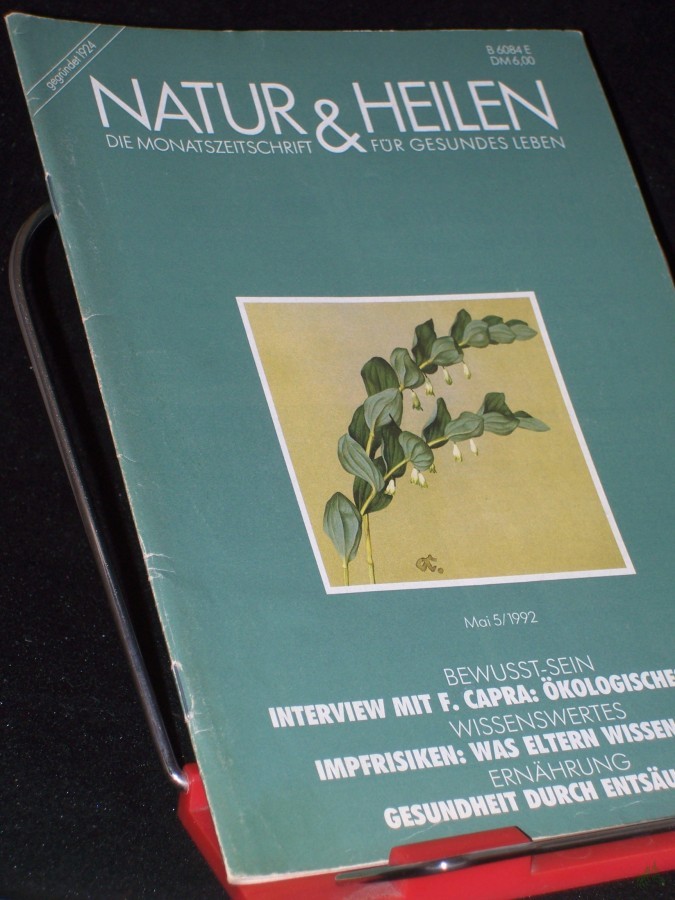 gegründet 1924
B 6084 E
DM 6,00
NATUR & HEILEN
DIE MONATSZEITSCHRIFT FÜR GESUNDES LEBEN
Mai 5/1992
BEWUSST-SEIN
INTERVIEW MIT F. CAPRA: ÖKOLOGISCHE
WISSENSWERTES
IMPFRISIKEN: WAS ELTERN WISSEN
ERNÄHRUNG
GESUNDHEIT DURCH ENTSÄU